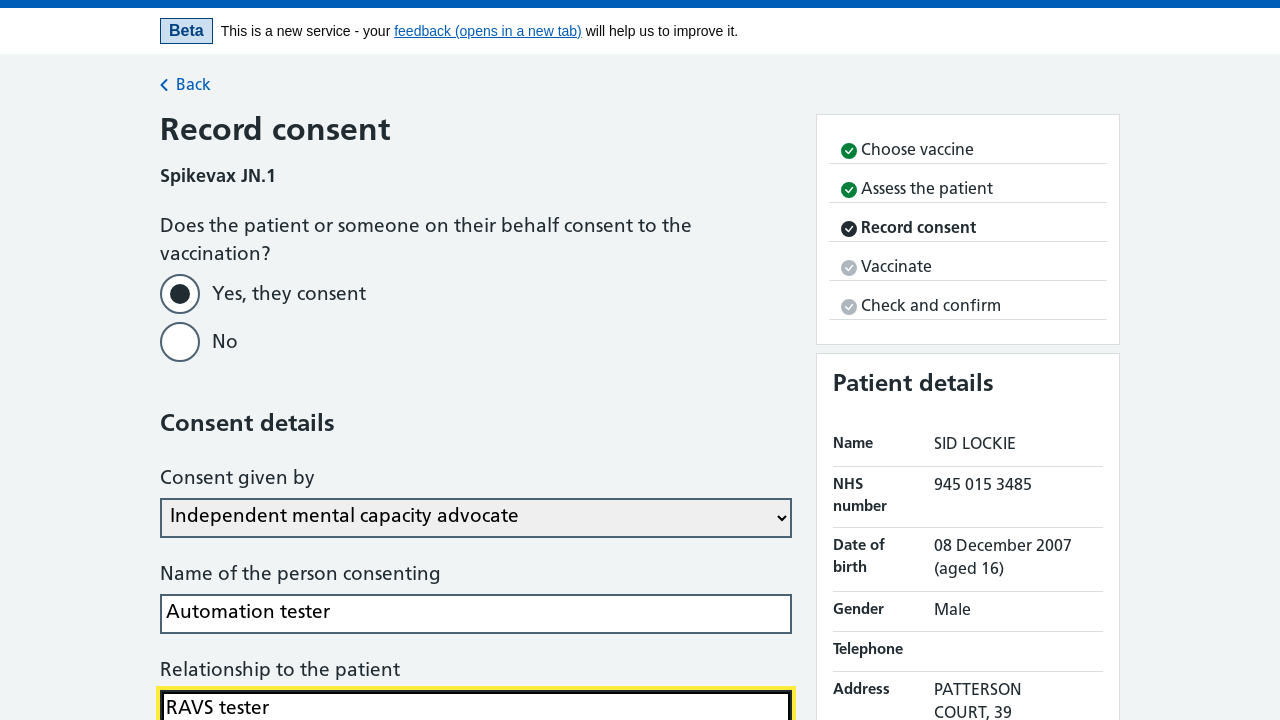 Beta This is a new service - your feedback (opens in a new tab) will help us to improve it.
Back
Record consent
Spikevax JN.1
Does the patient or someone on their behalf consent to the
vaccination?
Yes, they consent
No
Consent details
Consent given by
Independent mental capacity advocate
Name of the person consenting
Automation tester
Relationship to the patient
RAVS tester
Choose vaccine
Assess the patient
Record consent
Vaccinate
Check and confirm
Patient details
Name SID LOCKIE
NHS 945 015 3485
number
Date of 08 December 2007
birth (aged 16)
Gender Male
Telephone
Address PATTERSON
COURT, 39